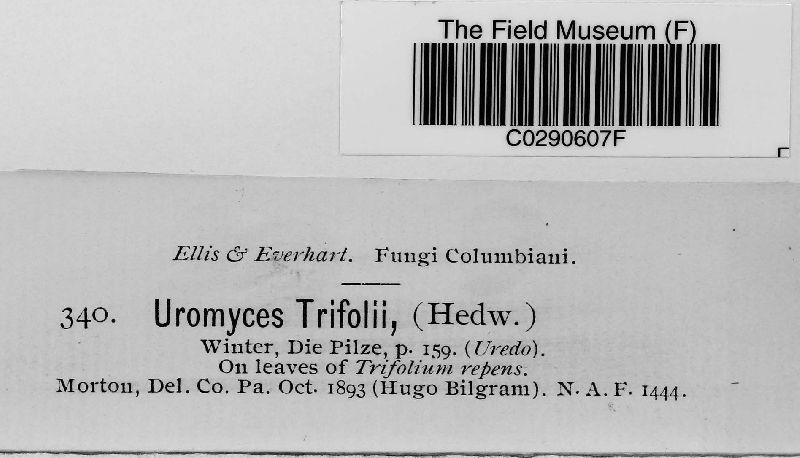 The Field Museum (F)
C0290607F
Ellis & Everhart. Fungi Columbiani.
340. Uromyces Trifolii, (Hedw.)
Winter, Die Pilze, p. 159. (Uredo).
On leaves of Trifolium repens.
Morton, Del. Co. Pa. Oct. 1893 (Hugo Bilgram). N. A. F. 1444.